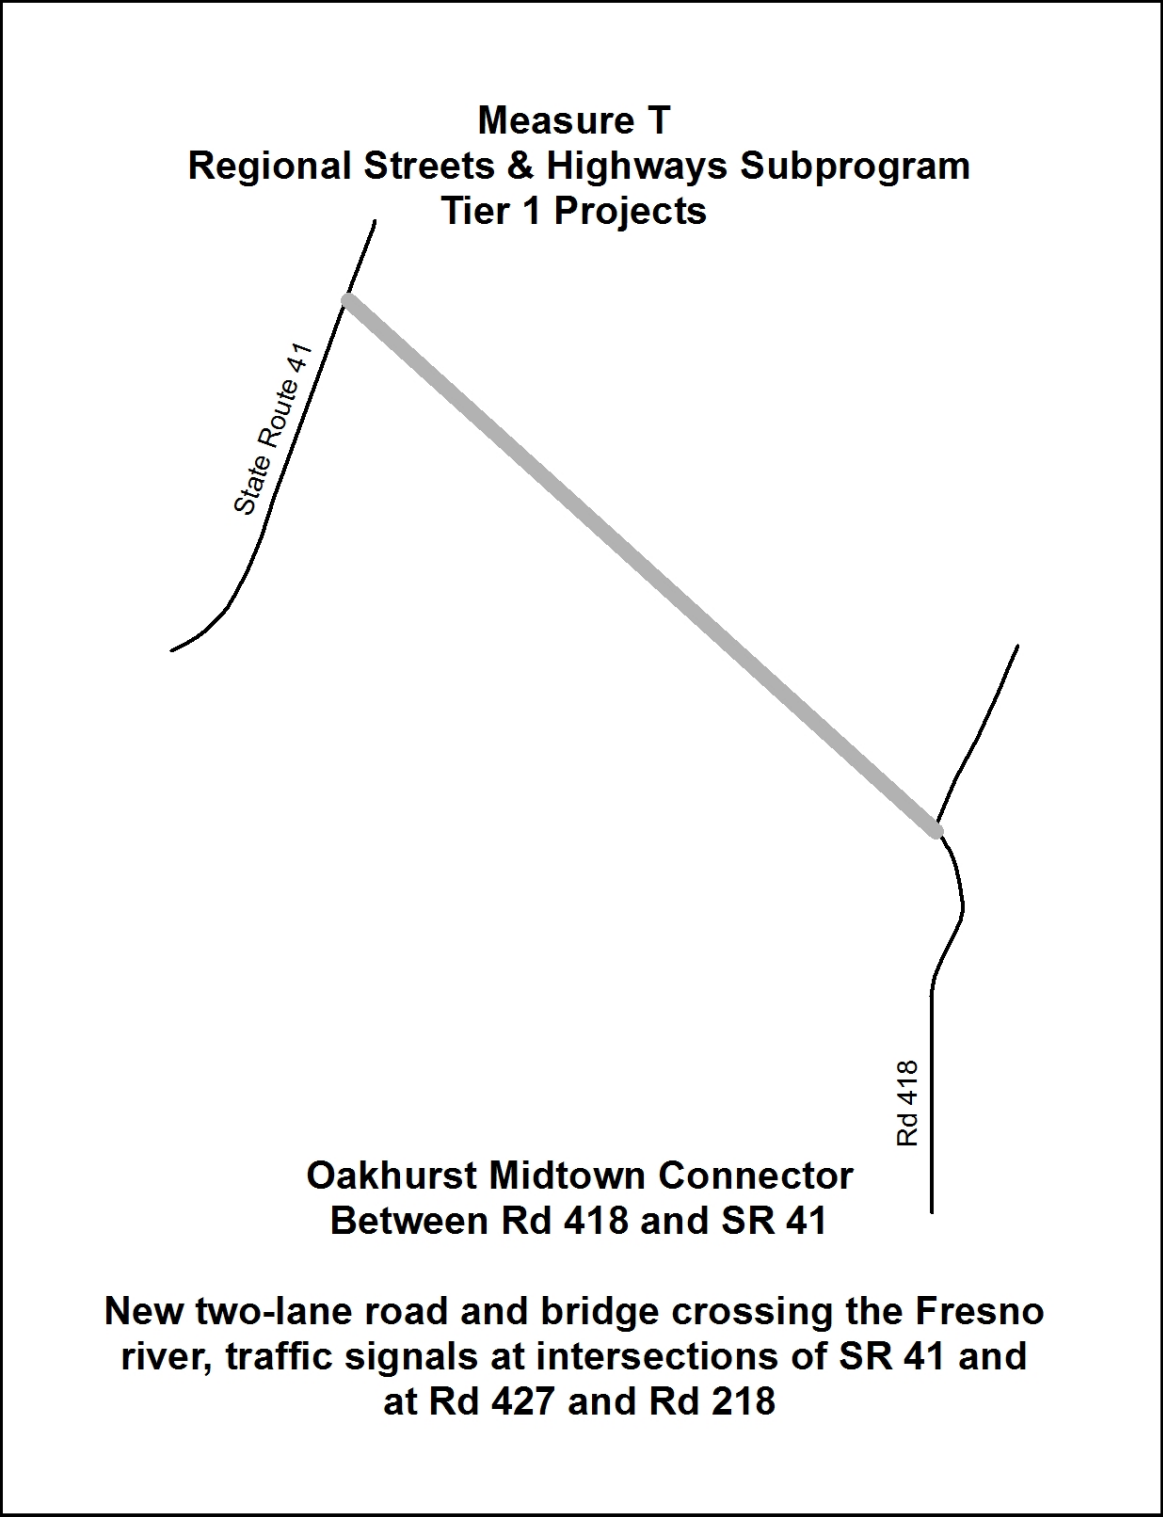 Measure T
Regional Streets & Highways Subprogram
Tier 1 Projects
State Route 41
Rd 418
Oakhurst Midtown Connector
Between Rd 418 and SR 41
New two-lane road and bridge crossing the Fresno
river, traffic signals at intersections of SR 41 and
at Rd 427 and Rd 218